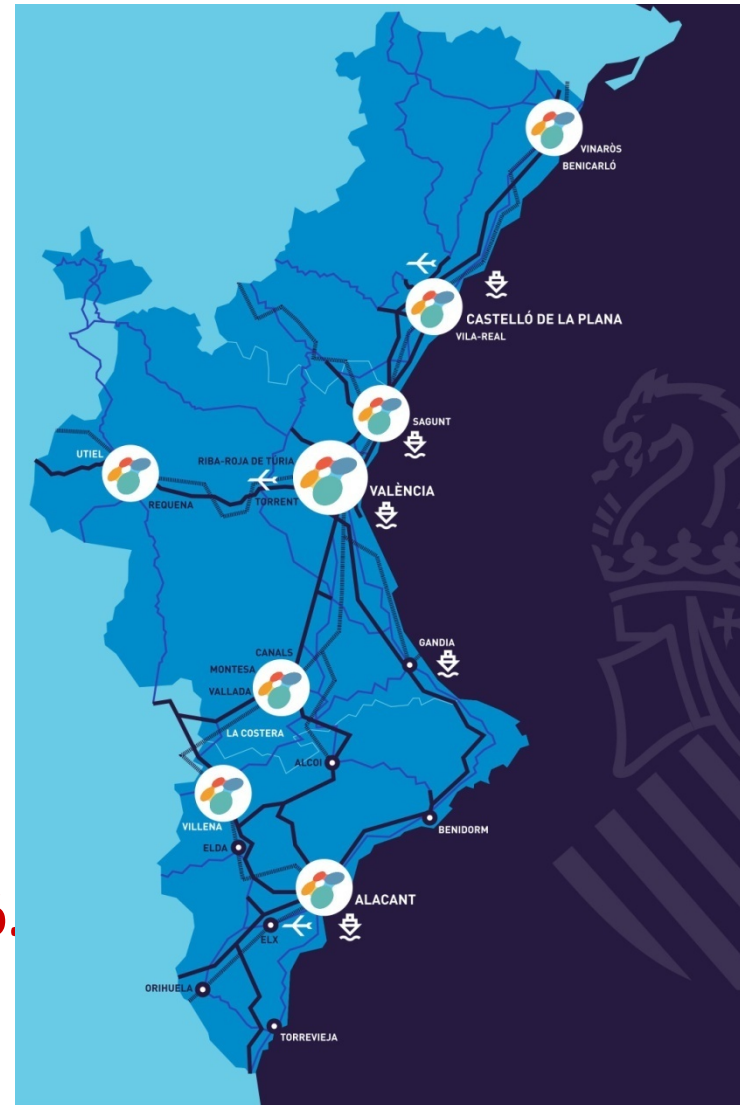 VINARÒS
BENICARLÓ
CASTELLÓ DE LA PLANA
VILA-REAL
SAGUNT
UTIEL
RIBA-ROJA DE TÚRIA
REQUENA
TORRENT
VALÈNCIA
GANDIA
CANALS
MONTESA
VALLADA
LA COSTERA
ALCOI
VILLENA
BENIDORM
ELDA
ALACANT
ELX
ORIHUELA
TORREVIEJA